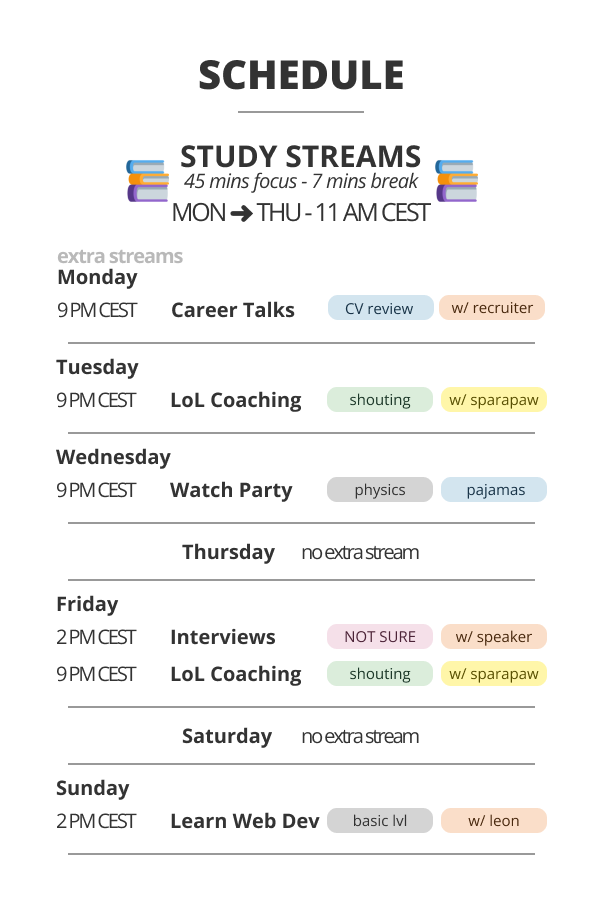 SCHEDULE
STUDY STREAMS
45 mins focus - 7 mins break
MON ➜ THU - 11 AM CEST
extra streams
Monday
9 PM CEST Career Talks CV review w/ recruiter
Tuesday
9 PM CEST LoL Coaching shouting w/ sparapaw
Wednesday
9 PM CEST Watch Party physics pajamas
Thursday no extra stream
Friday
2 PM CEST Interviews NOT SURE w/ speaker
9 PM CEST LoL Coaching shouting w/ sparapaw
Saturday no extra stream
Sunday
2 PM CEST Learn Web Dev basic lvl w/ leon